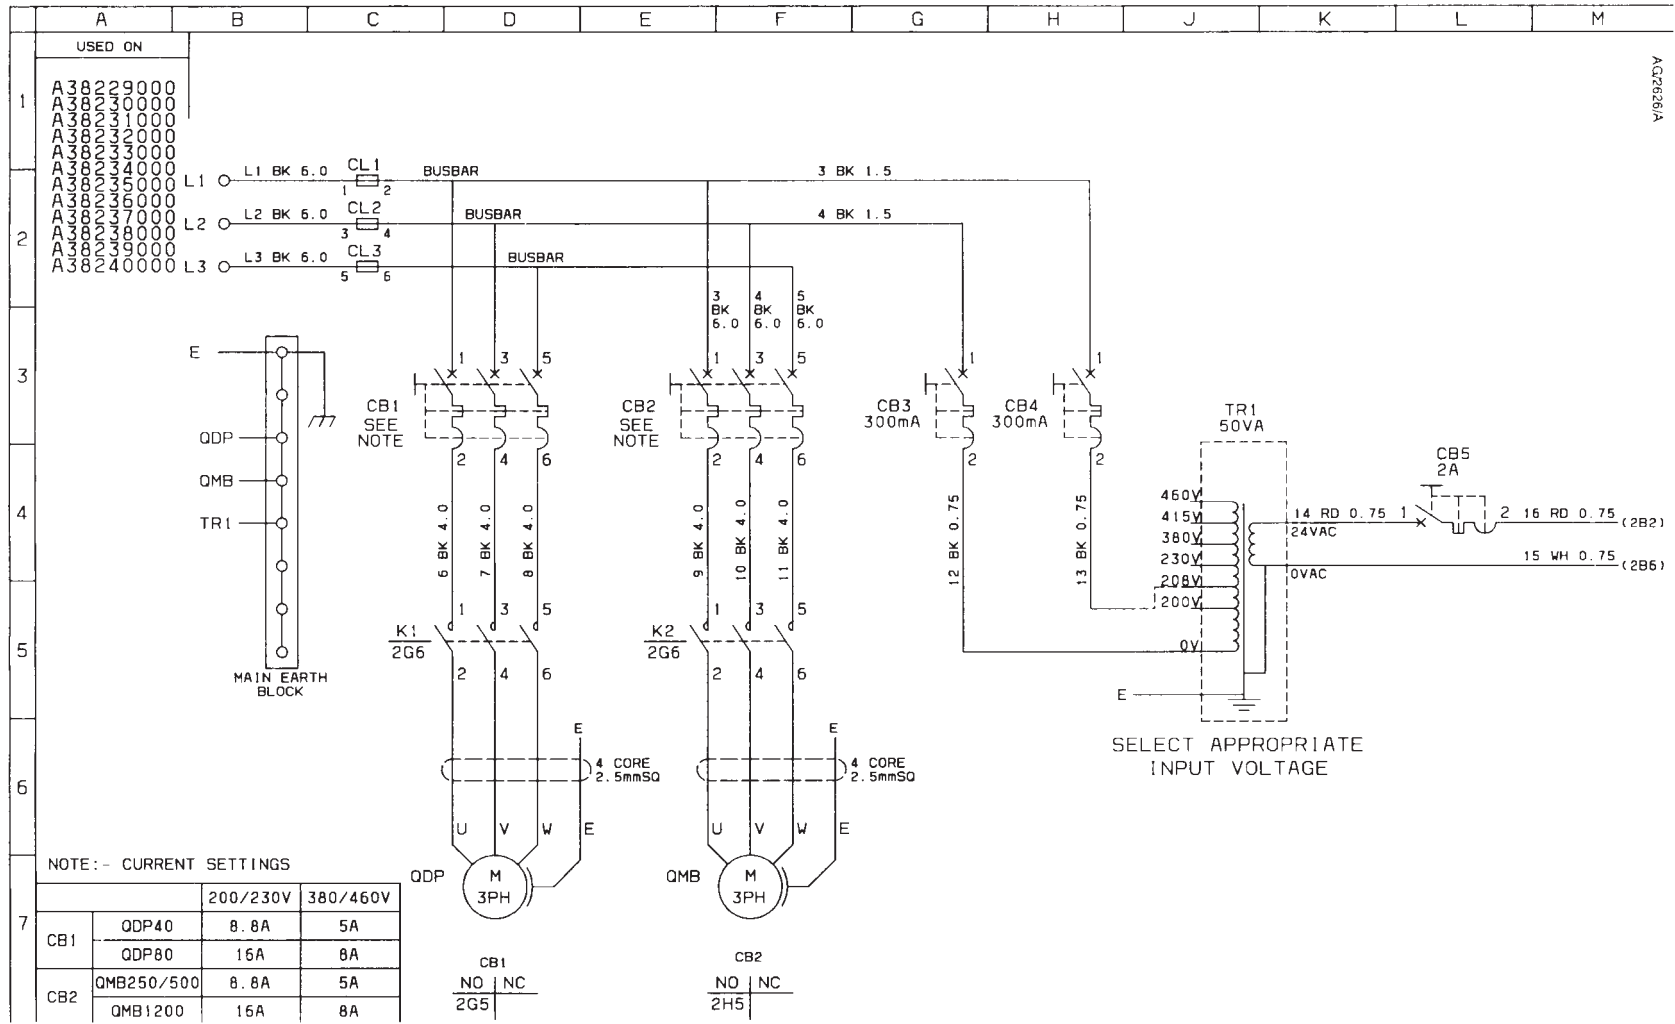 A B C D E F G H J K L M
USED ON
AG/2626/A
1
A38229000
A38230000
A38231000
A38232000
A38233000
A38234000
A38235000
A38236000
A38237000
A38238000
A38239000
A38240000
L1 L1 BK 6.0 CL1 BUSBAR 3 BK 1.5
1 2
L2 L2 BK 6.0 CL2 BUSBAR 4 BK 1.5
3 4
2
L3 L3 BK 6.0 CL3 BUSBAR
5 6
3 4 5
BK BK BK
6.0 6.0 6.0
E
3
1 3 5 1 3 5 1 1
CB1
SEE
NOTE
CB2
SEE
NOTE
CB3
300mA
CB4
300mA
TR1
50VA
QDP
QMB
TR1
2 4 6 2 4 6 2 2
CB5
2A
4
6 BK 4.0
7 BK 4.0
8 BK 4.0
9 BK 4.0
10 BK 4.0
11 BK 4.0
12 BK 0.75
13 BK 0.75
460V
415V
380V
230V
208V
200V
0V
14 RD 0.75 1 2 16 RD 0.75 (2B2)
24VAC
15 WH 0.75 (2B6)
0VAC
1 3 5 1 3 5
K1
2G6
K2
2G6
5
2 4 6 2 4 6
MAIN EARTH
BLOCK
E
E E
SELECT APPROPRIATE
INPUT VOLTAGE
4 CORE
2.5mmSQ
4 CORE
2.5mmSQ
6
U V W E U V W E
QDP M
3PH
QMB M
3PH
NOTE:- CURRENT SETTINGS
200/230V 380/460V
7
CB1 QDP40 8.8A 5A
QDP80 16A 8A
CB2 QMB250/500 8.8A 5A
QMB1200 16A 8A
CB1
NO NC
2G5
CB2
NO NC
2H5